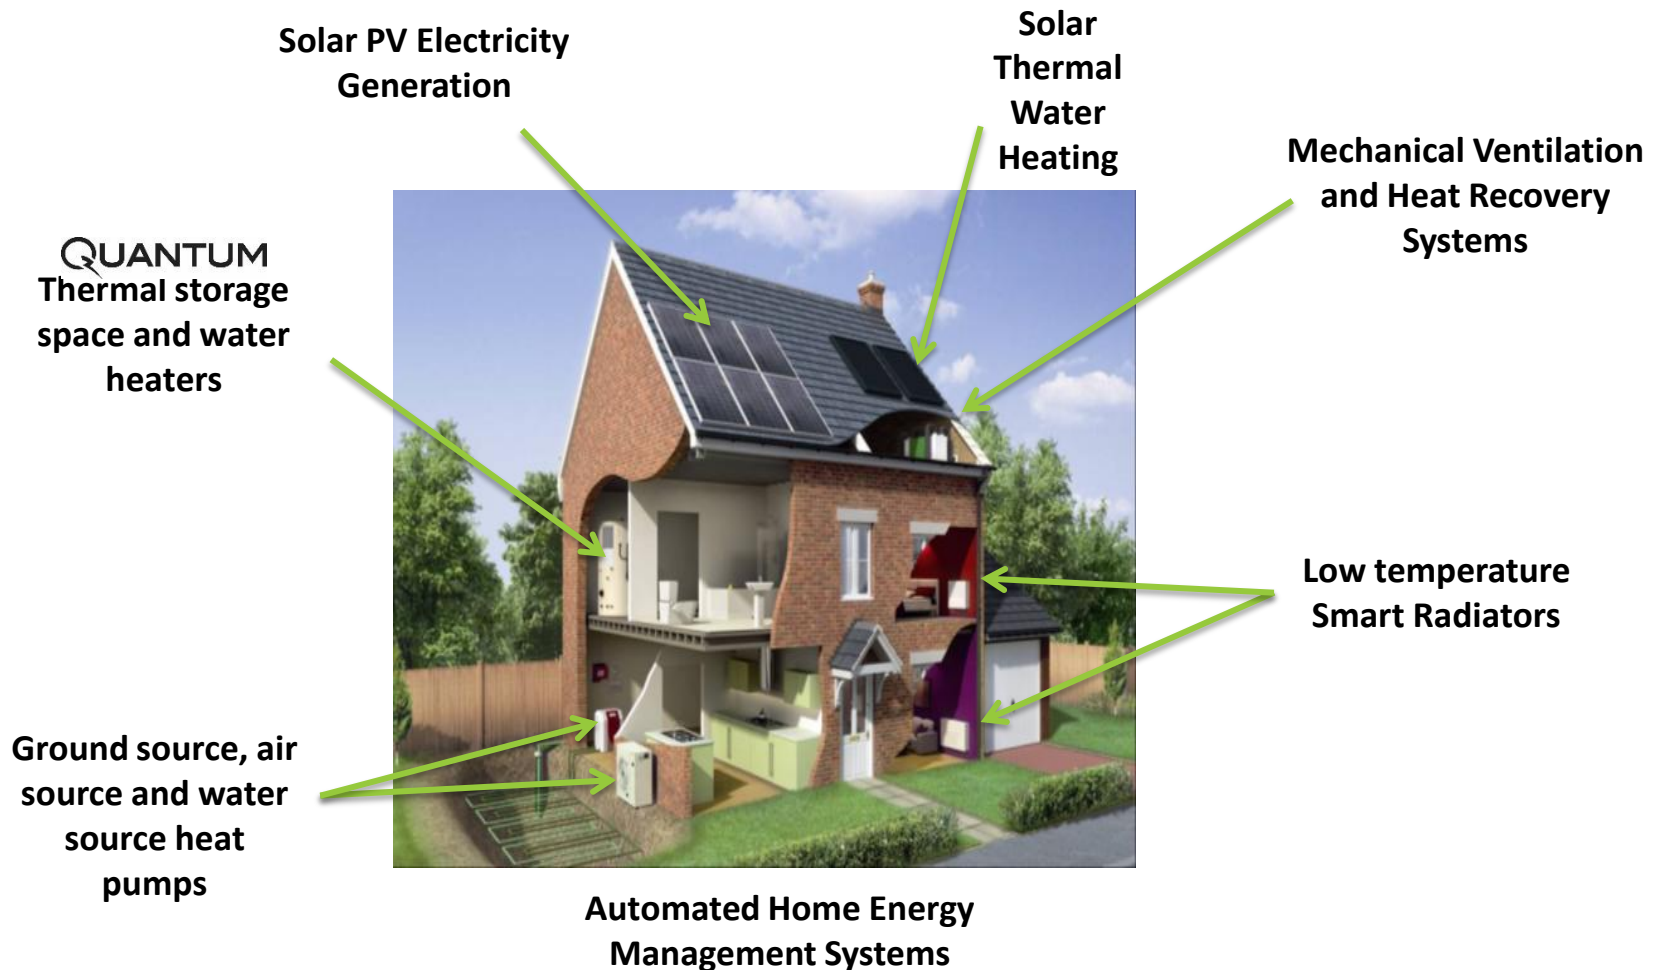 Solar PV Electricity
Generation
Solar
Thermal
Water
Heating
Mechanical Ventilation
and Heat Recovery
Systems
QUANTUM
Thermal storage
space and water
heaters
Low temperature
Smart Radiators
Ground source, air
source and water
source heat
pumps
Automated Home Energy
Management Systems